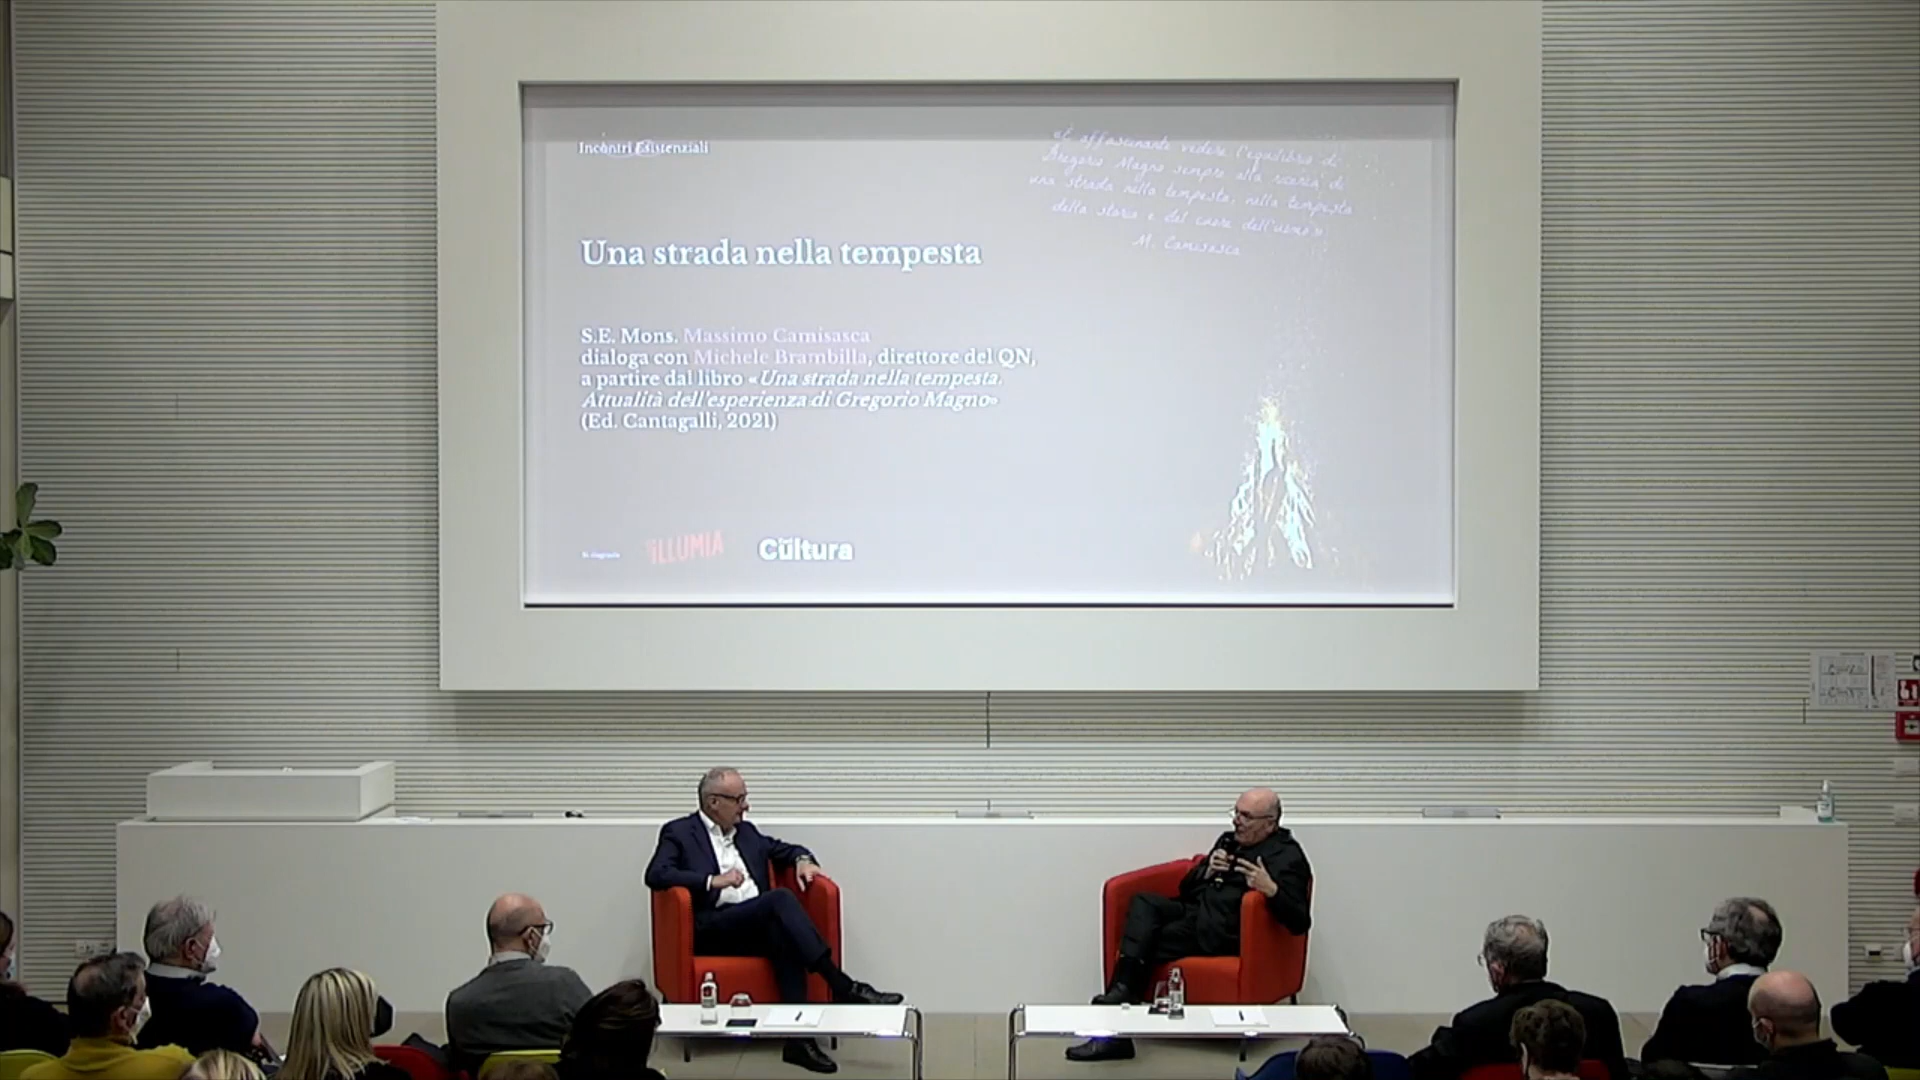 Incontri Esistenziali
«È affascinante vedere l'equilibrio di
Gregorio Magno sempre alla ricerca di
una strada nella tempesta, nella tempesta
della storia e del cuore dell'uomo»
M. Camisasca
Una strada nella tempesta
S.E. Mons. Massimo Camisasca
dialoga con Michele Brambilla, direttore del QN,
a partire dal libro «Una strada nella tempesta.
Attualità dell'esperienza di Gregorio Magno»
(Ed. Cantagalli, 2021)
iLLUMIA
Cultura